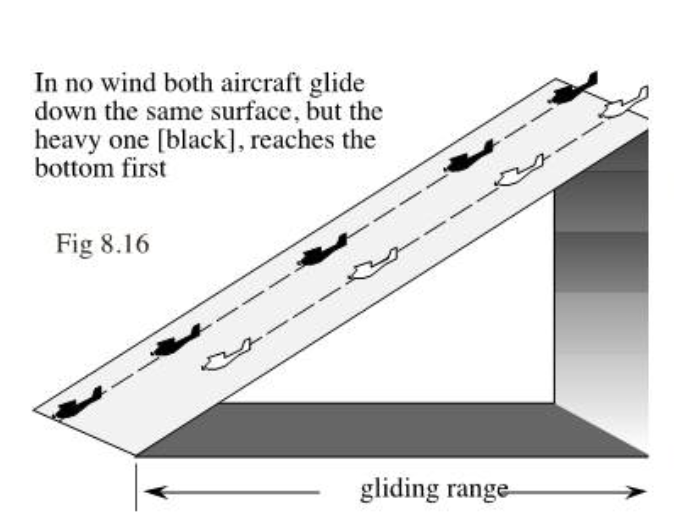 In no wind both aircraft glide
down the same surface, but the
heavy one [black], reaches the
bottom first
Fig 8.16
gliding range